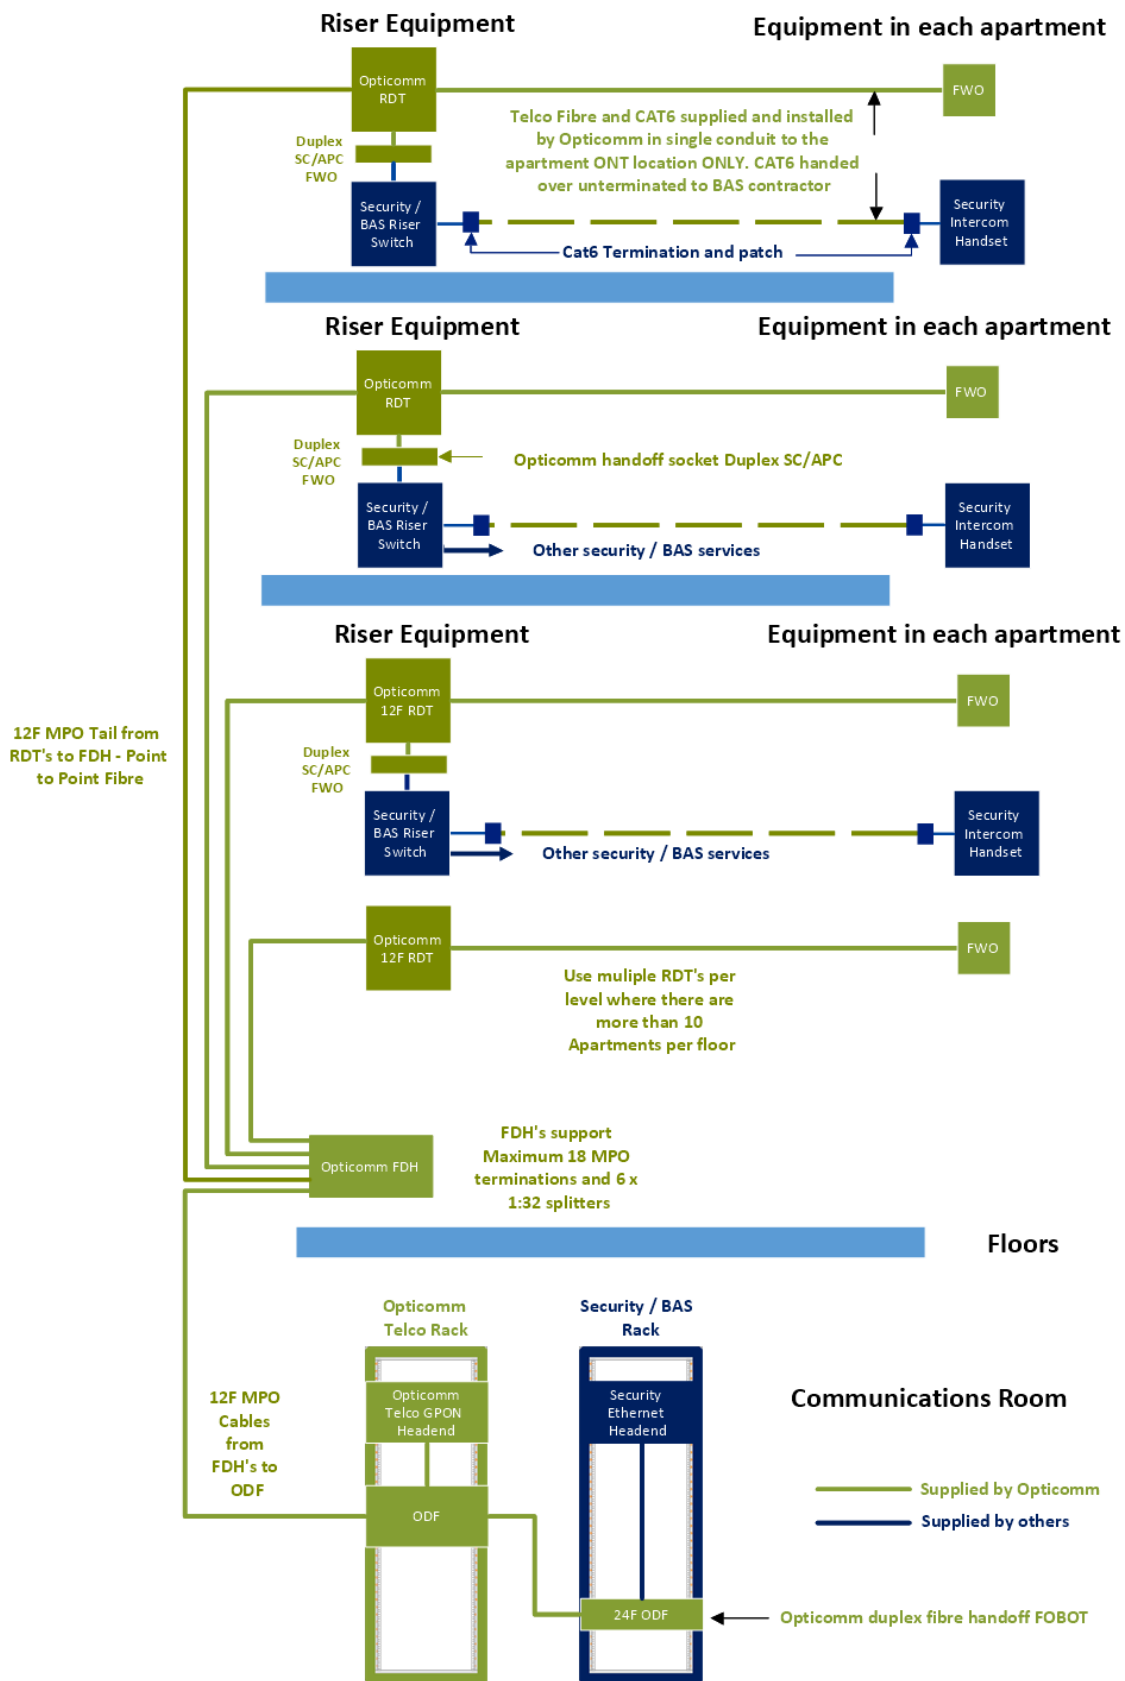 Riser Equipment
Equipment in each apartment
Opticomm
RDT
FWO
Telco Fibre and CAT6 supplied and installed
by Opticomm in single conduit to the
apartment ONT location ONLY. CAT6 handed
over unterminated to BAS contractor
Duplex
SC/APC
FWO
Security /
BAS Riser
Switch
Security
Intercom
Handset
Cat6 Termination and patch
Riser Equipment
Equipment in each apartment
Opticomm
RDT
FWO
Duplex
SC/APC
FWO
Opticomm handoff socket Duplex SC/APC
Security /
BAS Riser
Switch
Security
Intercom
Handset
Other security / BAS services
Riser Equipment
Equipment in each apartment
Opticomm
12F RDT
FWO
12F MPO Tail from
RDT's to FDH - Point
to Point Fibre
Duplex
SC/APC
FWO
Security /
BAS Riser
Switch
Security
Intercom
Handset
Other security / BAS services
Opticomm
12F RDT
FWO
Use muliple RDT's per
level where there are
more than 10
Apartments per floor
Opticomm FDH
FDH's support
Maximum 18 MPO
terminations and 6 x
1:32 splitters
Floors
Opticomm
Telco Rack
Security / BAS
Rack
12F MPO
Cables
from
FDH's to
ODF
Opticomm
Telco GPON
Headend
Security
Ethernet
Headend
Communications Room
ODF
Supplied by Opticomm
Supplied by others
24F ODF
Opticomm duplex fibre handoff FOBOT